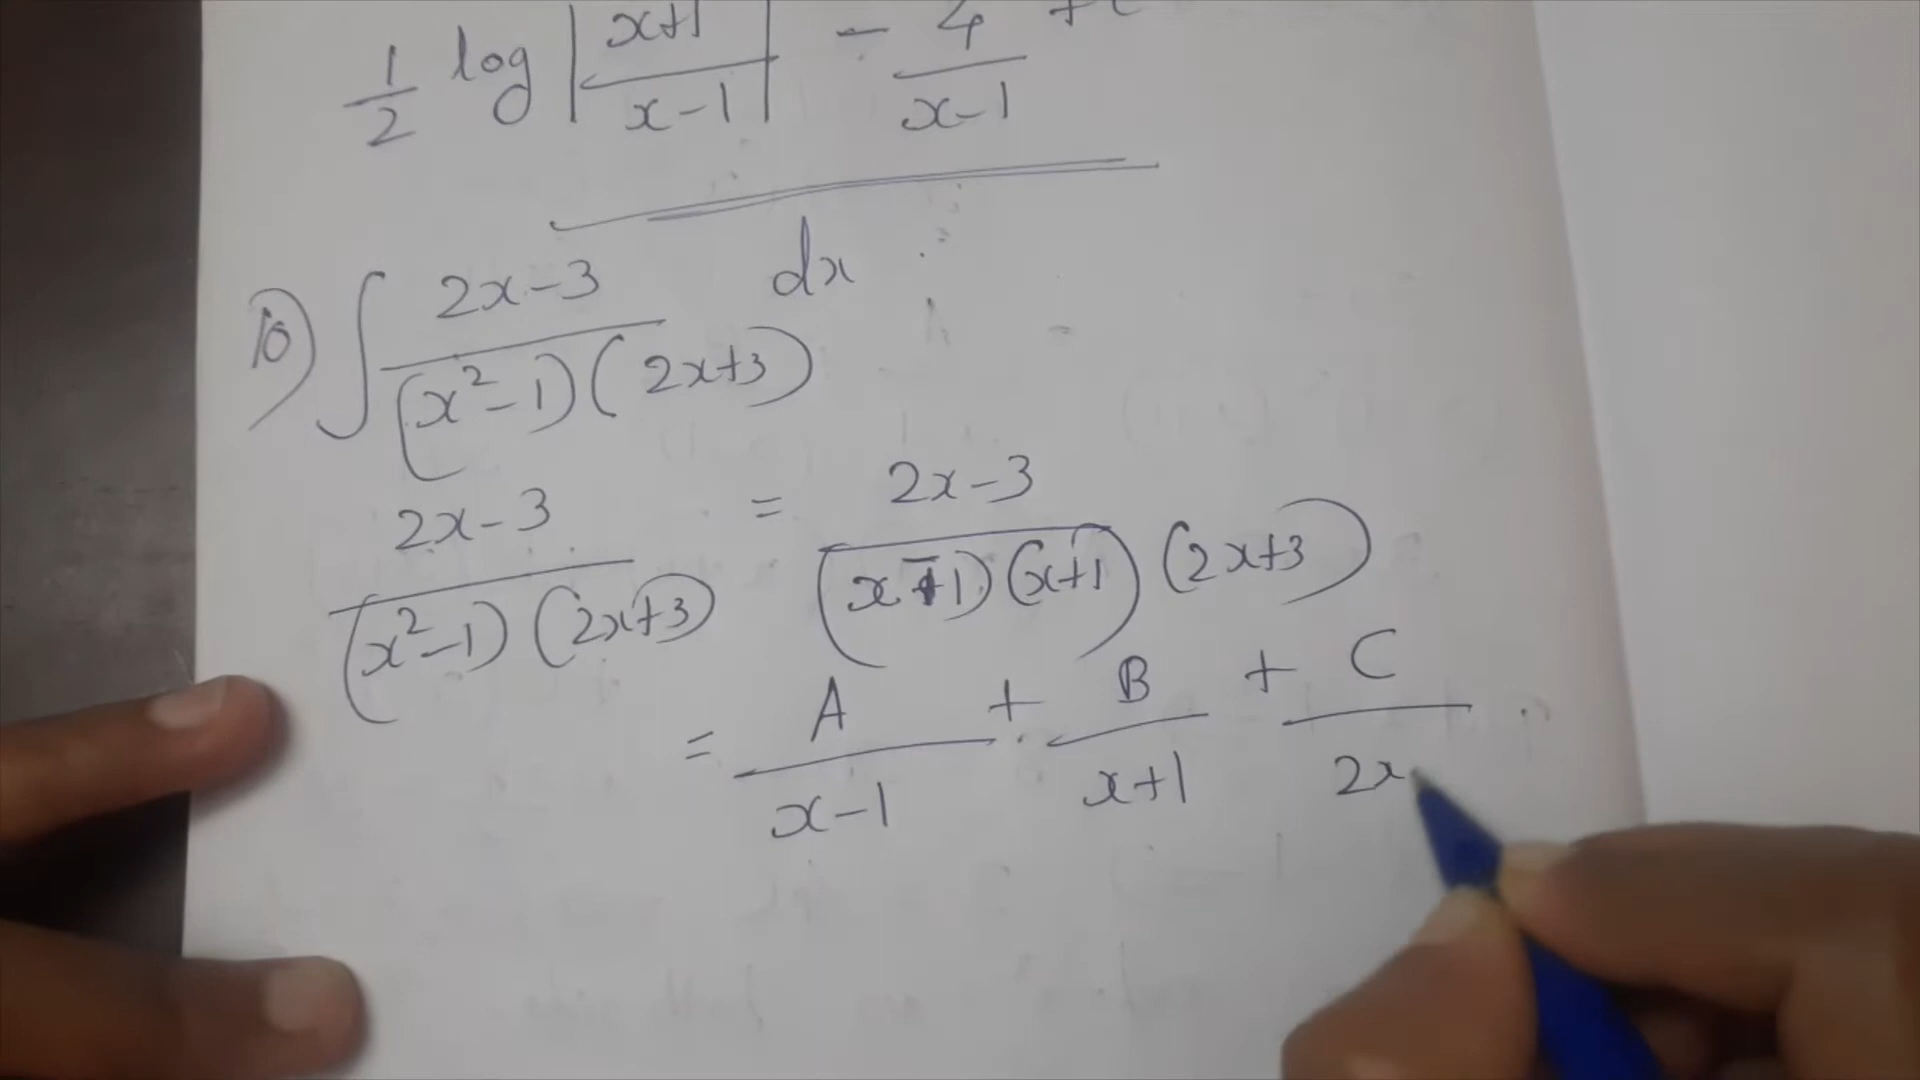 1/2 log |x+1/x-1| - 4/x-1 +
10) ∫ 2x-3/(x²-1)(2x+3) dx
2x-3/(x²-1)(2x+3) = 2x-3/(x-1)(x+1)(2x+3)
= A/x-1 + B/x+1 + C/2x